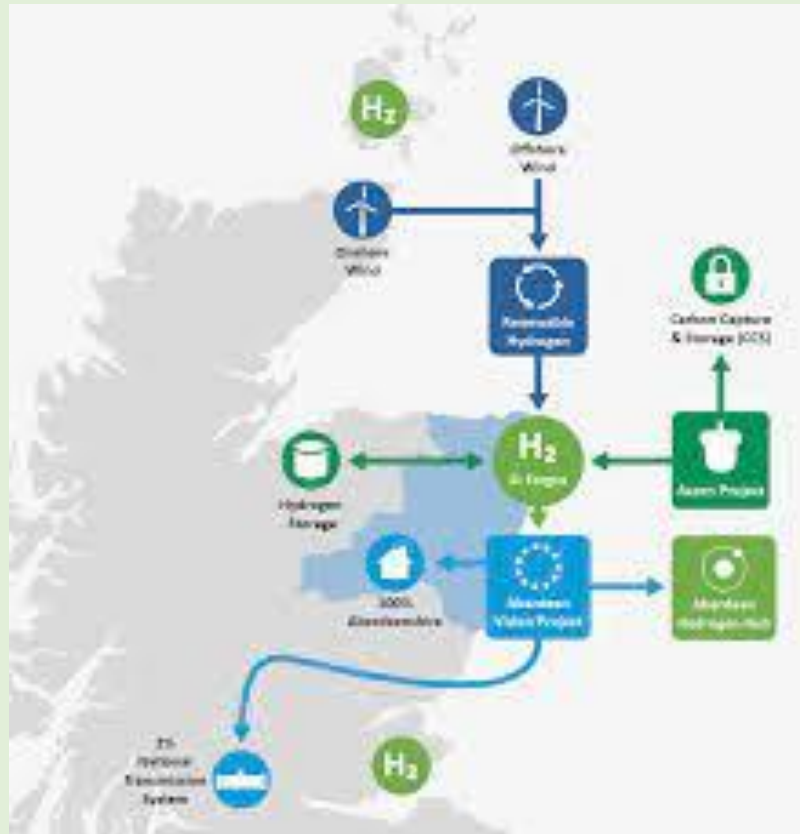 H₂
Offshore
Wind
Onshore
Wind
Renewable
Hydrogen
Carbon Capture
& Storage (CCS)
H₂
St Fergus
Acorn Project
Hydrogen
Storage
Aberdeenshire
Aberdeen
Vision Project
Aberdeen
Hydrogen Hub
National
Transmission
System
H₂